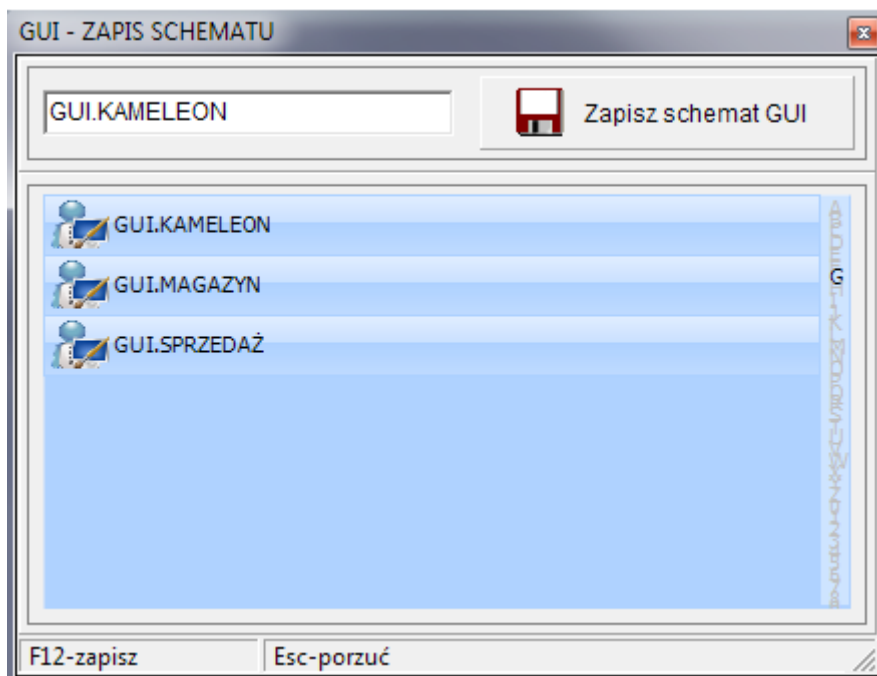 GUI - ZAPIS SCHEMATU
GUI.KAMELEON
Zapisz schemat GUI
GUI.KAMELEON
GUI.MAGAZYN
GUI.SPRZEDAŻ
G
F12-zapisz
Esc-porzuć